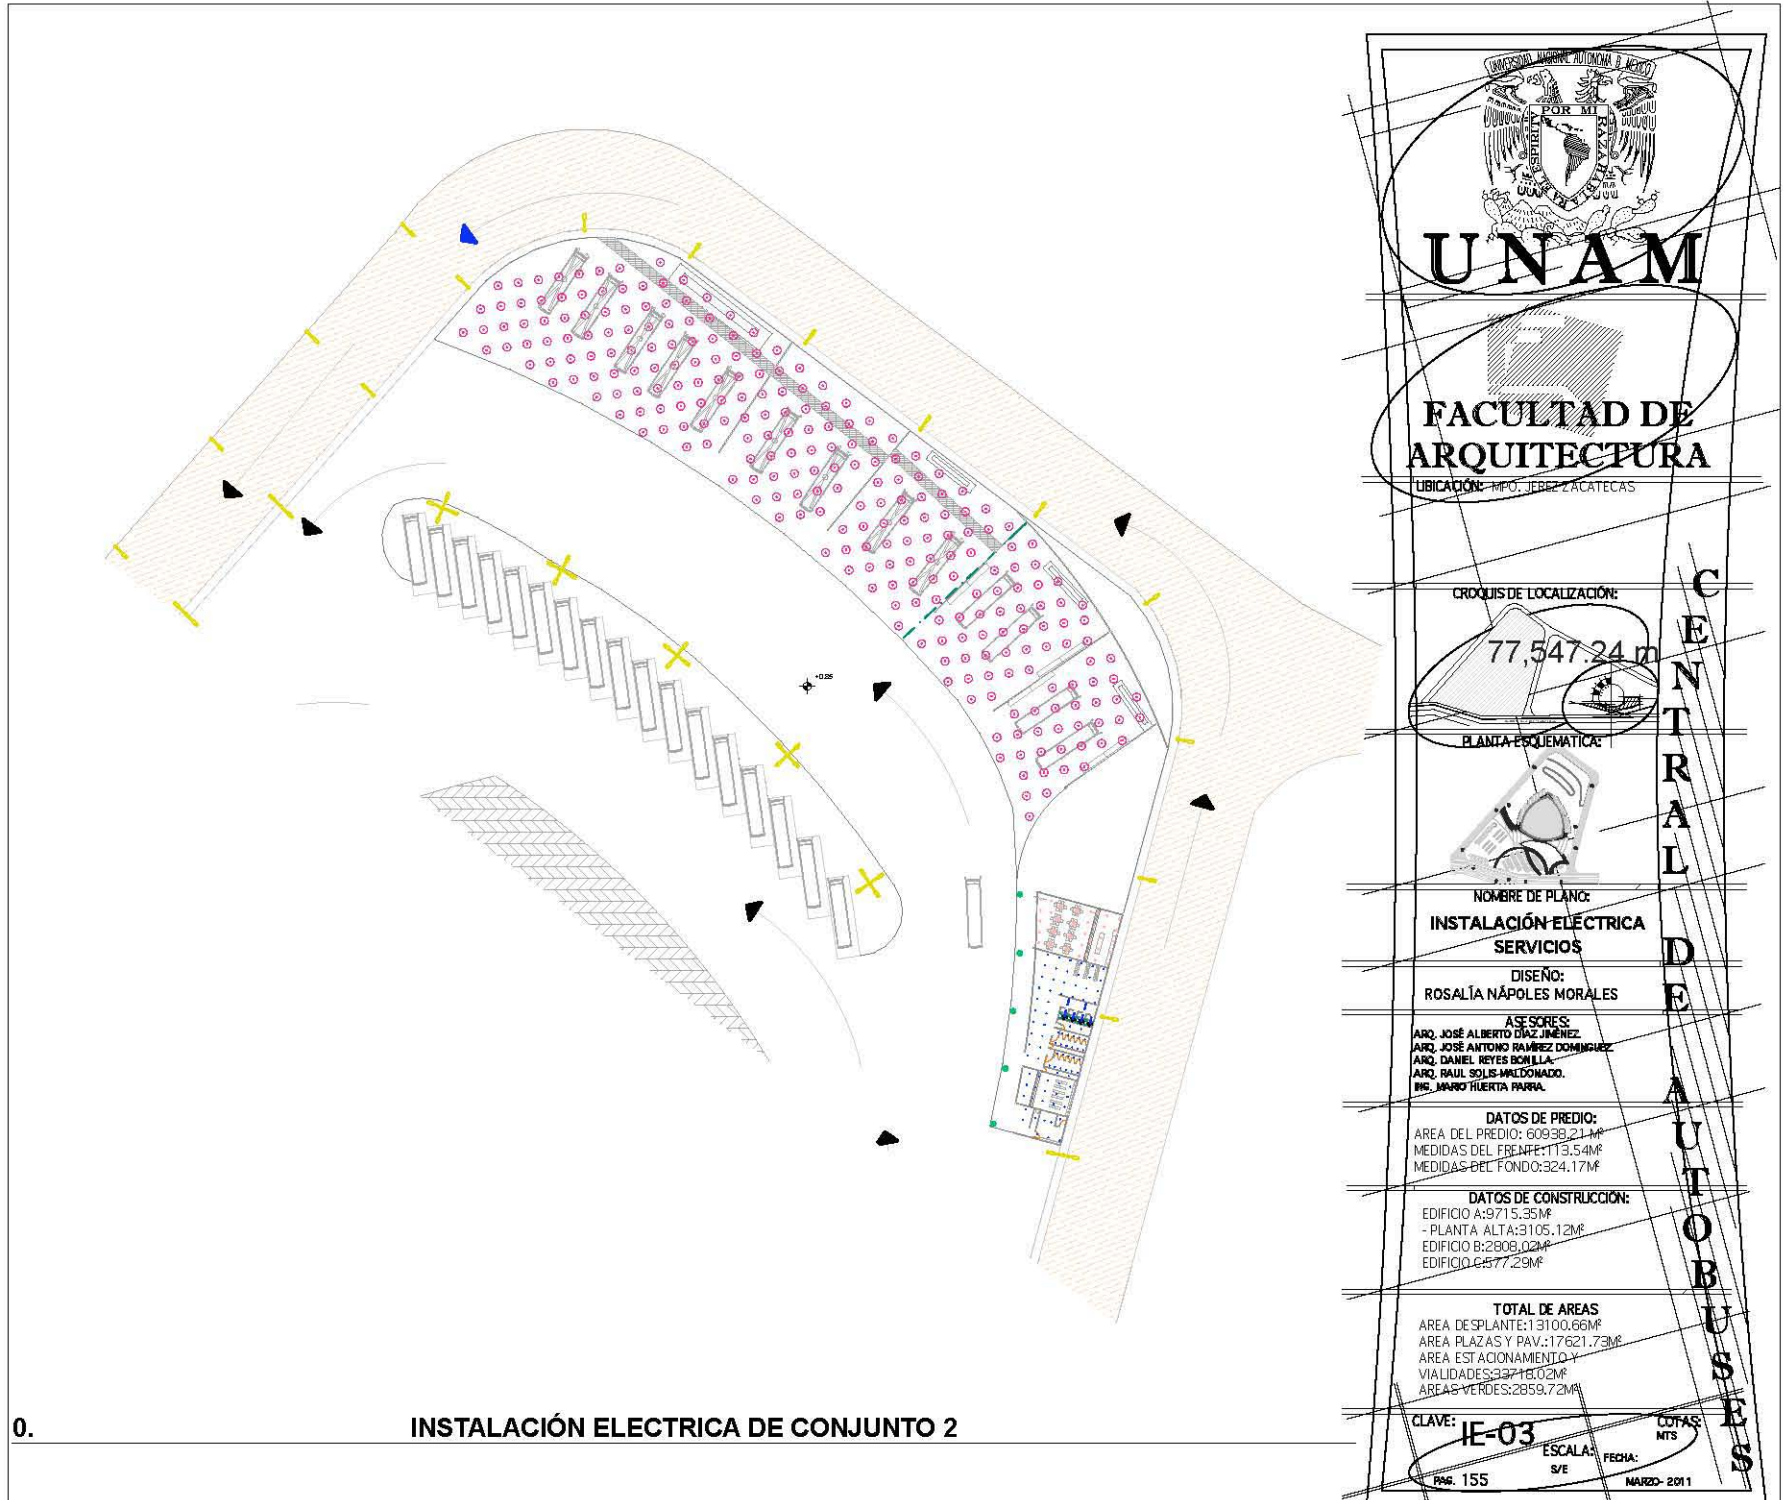 UNIVERSIDAD NACIONAL AUTONOMA D MEXICO
POR MI RAZA HABLARA EL ESPIRITU
UNAM
FACULTAD DE
ARQUITECTURA
UBICACIÓN: MPO. JEREZ ZACATECAS
CROQUIS DE LOCALIZACIÓN:
77,547.24 m
PLANTA ESQUEMATICA:
NOMBRE DE PLANO:
INSTALACIÓN ELECTRICA
SERVICIOS
DISEÑO:
ROSALÍA NÁPOLES MORALES
ASESORES:
ARQ. JOSÉ ALBERTO DÍAZ JIMÉNEZ.
ARQ. JOSÉ ANTONO RAMÍREZ DOMINGUEZ.
ARQ. DANIEL REYES BONILLA.
ARQ. RAUL SOLIS MALDONADO.
ING. MARIO HUERTA PARRA.
DATOS DE PREDIO:
AREA DEL PREDIO: 60938.21 M²
MEDIDAS DEL FRENTE:113.54M²
MEDIDAS DEL FONDO:324.17M²
DATOS DE CONSTRUCCIÓN:
EDIFICIO A:9715.35M²
- PLANTA ALTA:3105.12M²
EDIFICIO B:2808.02M²
EDIFICIO C:577.29M²
TOTAL DE AREAS
AREA DESPLANTE:13100.66M²
AREA PLAZAS Y PAV.:17621.73M²
AREA ESTACIONAMIENTO Y
VIALIDADES:33718.02M²
AREAS VERDES:2859.72M²
CLAVE: IE-03
COTAS:
MTS
ESCALA:
S/E
FECHA:
MARZO- 2011
PAG. 155
CENTRAL DE AUTOBUSES
+0.85
0.
INSTALACIÓN ELECTRICA DE CONJUNTO 2